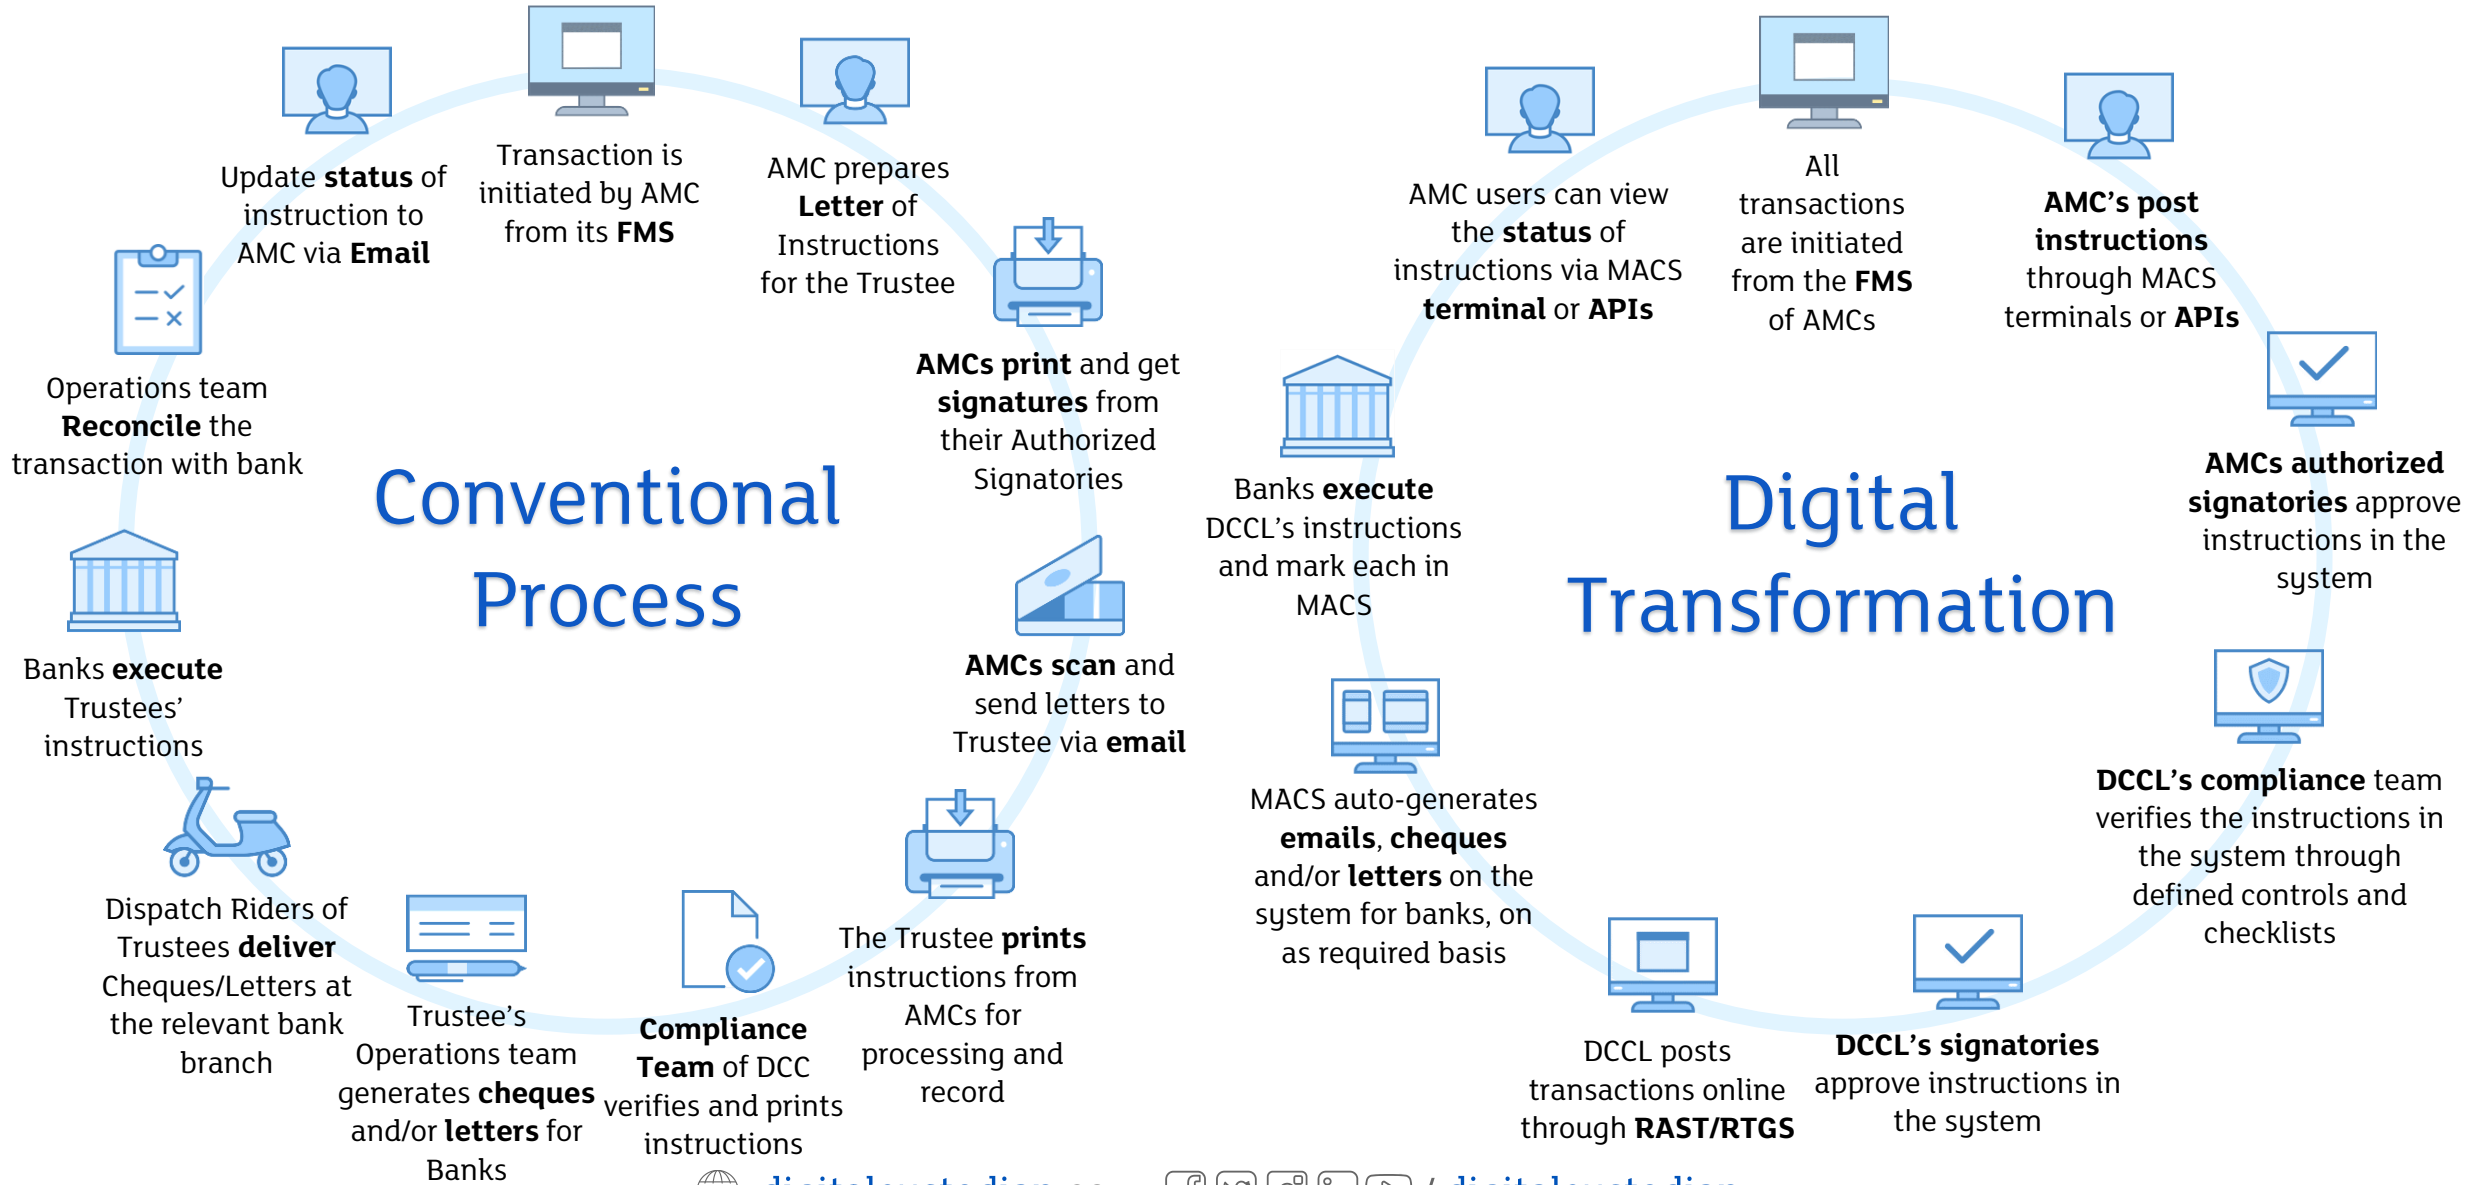 Transaction is
initiated by AMC
from its FMS
AMC prepares
Letter of
Instructions
for the Trustee
AMCs print and get
signatures from
their Authorized
Signatories
AMCs scan and
send letters to
Trustee via email
The Trustee prints
instructions from
AMCs for
processing and
record
Compliance
Team of DCC
verifies and prints
instructions
Trustee's
Operations team
generates cheques
and/or letters for
Banks
Dispatch Riders of
Trustees deliver
Cheques/Letters at
the relevant bank
branch
Banks execute
Trustees'
instructions
Operations team
Reconcile the
transaction with bank
Update status of
instruction to
AMC via Email
Conventional
Process
All
transactions
are initiated
from the FMS
of AMCs
AMC's post
instructions
through MACS
terminals or APIs
AMCs authorized
signatories approve
instructions in the
system
DCCL's compliance team
verifies the instructions in
the system through
defined controls and
checklists
DCCL's signatories
approve instructions in
the system
DCCL posts
transactions online
through RAST/RTGS
MACS auto-generates
emails, cheques
and/or letters on the
system for banks, on
as required basis
Banks execute
DCCL's instructions
and mark each in
MACS
AMC users can view
the status of
instructions via MACS
terminal or APIs
Digital
Transformation